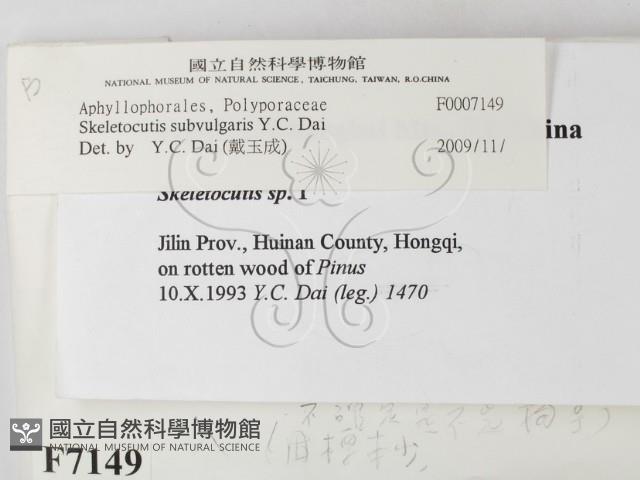 國立自然科學博物館
NATIONAL MUSEUM OF NATURAL SCIENCE, TAICHUNG, TAIWAN, R.O.CHINA
Aphyllophorales, Polyporaceae F0007149
Skeletocutis subvulgaris Y.C. Dai
Det. by Y.C. Dai (戴玉成) 2009/11/
ina
Skeletocutis sp. 1
Jilin Prov., Huinan County, Hongqi,
on rotten wood of Pinus
10.X.1993 Y.C. Dai (leg.) 1470
國立自然科學博物館
NATIONAL MUSEUM OF NATURAL SCIENCE
F7149